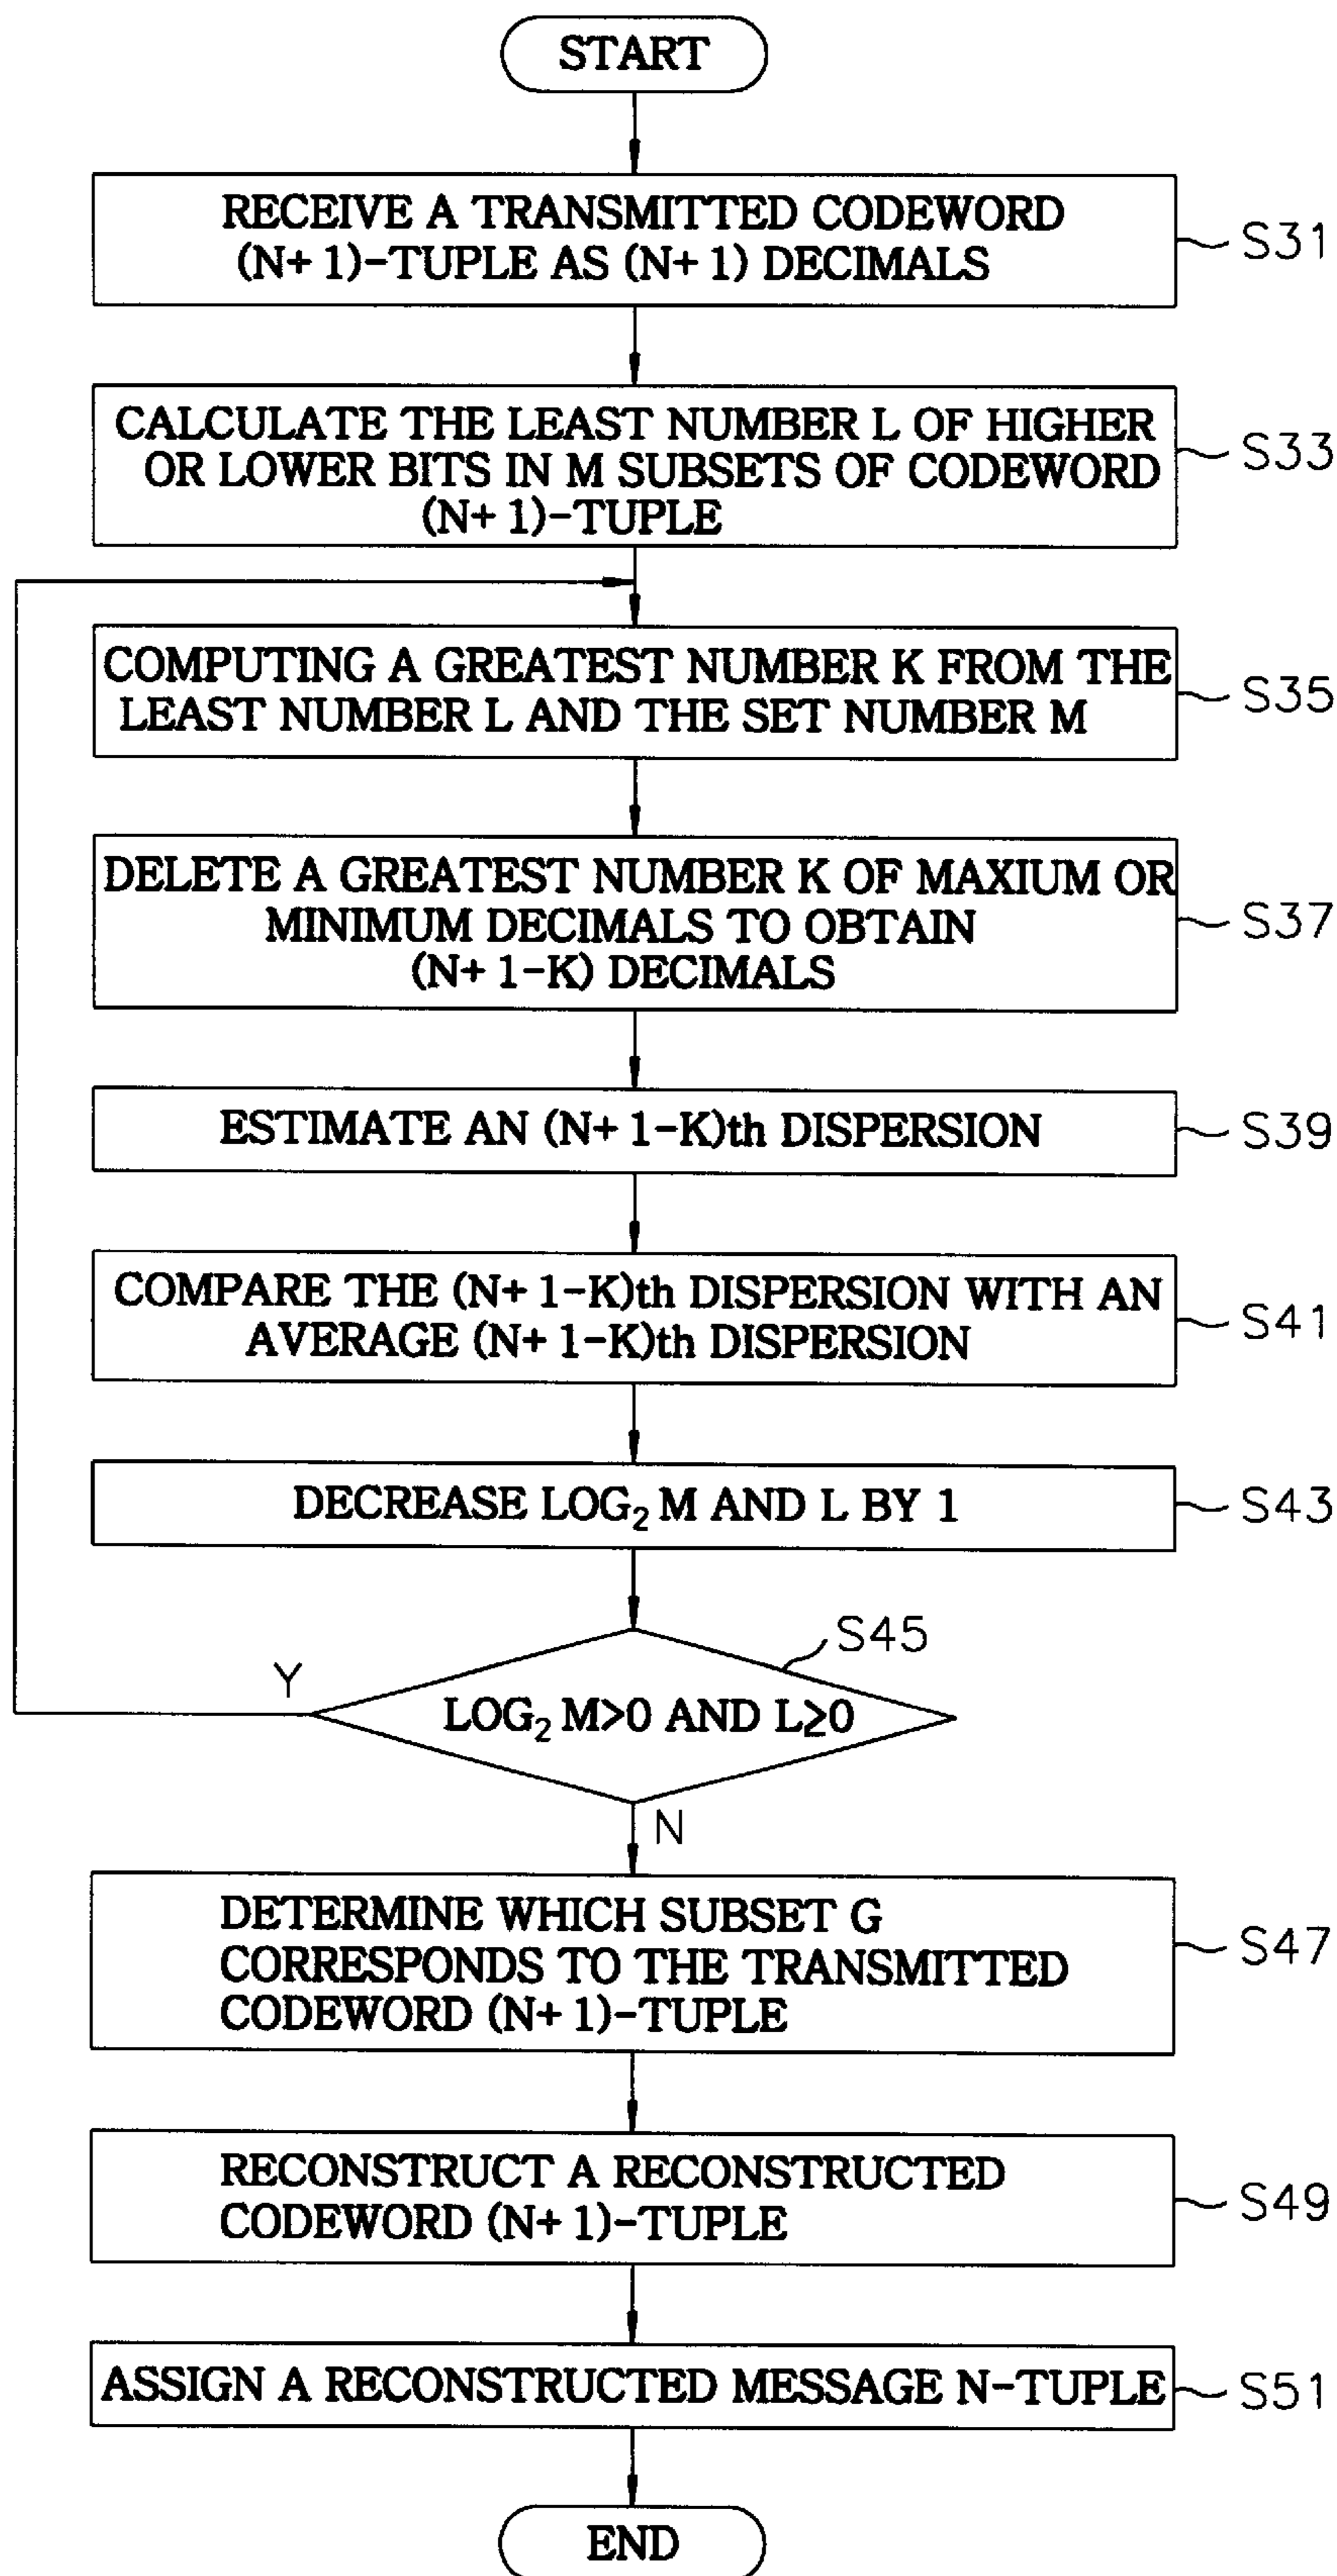 START
RECEIVE A TRANSMITTED CODEWORD
(N+1)-TUPLE AS (N+1) DECIMALS
S31
CALCULATE THE LEAST NUMBER L OF HIGHER
OR LOWER BITS IN M SUBSETS OF CODEWORD
(N+1)-TUPLE
S33
COMPUTING A GREATEST NUMBER K FROM THE
LEAST NUMBER L AND THE SET NUMBER M
S35
DELETE A GREATEST NUMBER K OF MAXIUM OR
MINIMUM DECIMALS TO OBTAIN
(N+1-K) DECIMALS
S37
ESTIMATE AN (N+1-K)th DISPERSION
S39
COMPARE THE (N+1-K)th DISPERSION WITH AN
AVERAGE (N+1-K)th DISPERSION
S41
DECREASE LOG₂ M AND L BY 1
S43
S45
Y
LOG₂ M>0 AND L≥0
N
DETERMINE WHICH SUBSET G
CORRESPONDS TO THE TRANSMITTED
CODEWORD (N+1)-TUPLE
S47
RECONSTRUCT A RECONSTRUCTED
CODEWORD (N+1)-TUPLE
S49
ASSIGN A RECONSTRUCTED MESSAGE N-TUPLE
S51
END